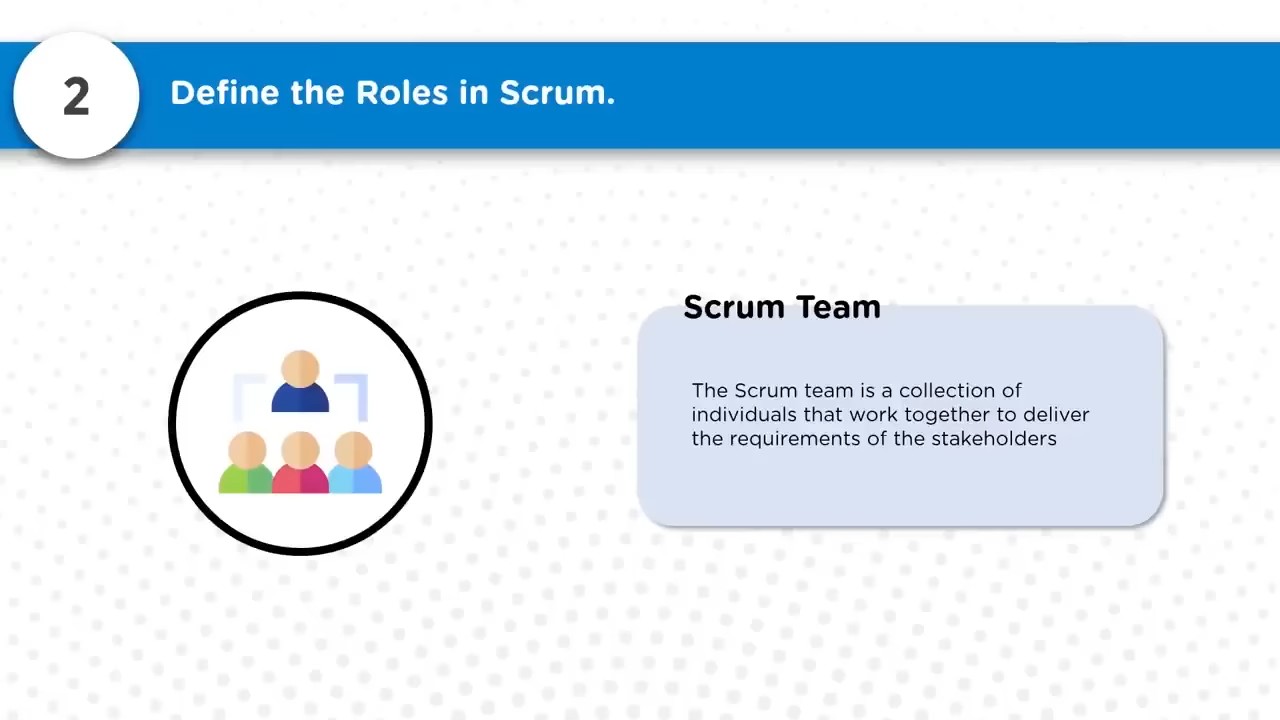 2
Define the Roles in Scrum.
Scrum Team
The Scrum team is a collection of
individuals that work together to deliver
the requirements of the stakeholders